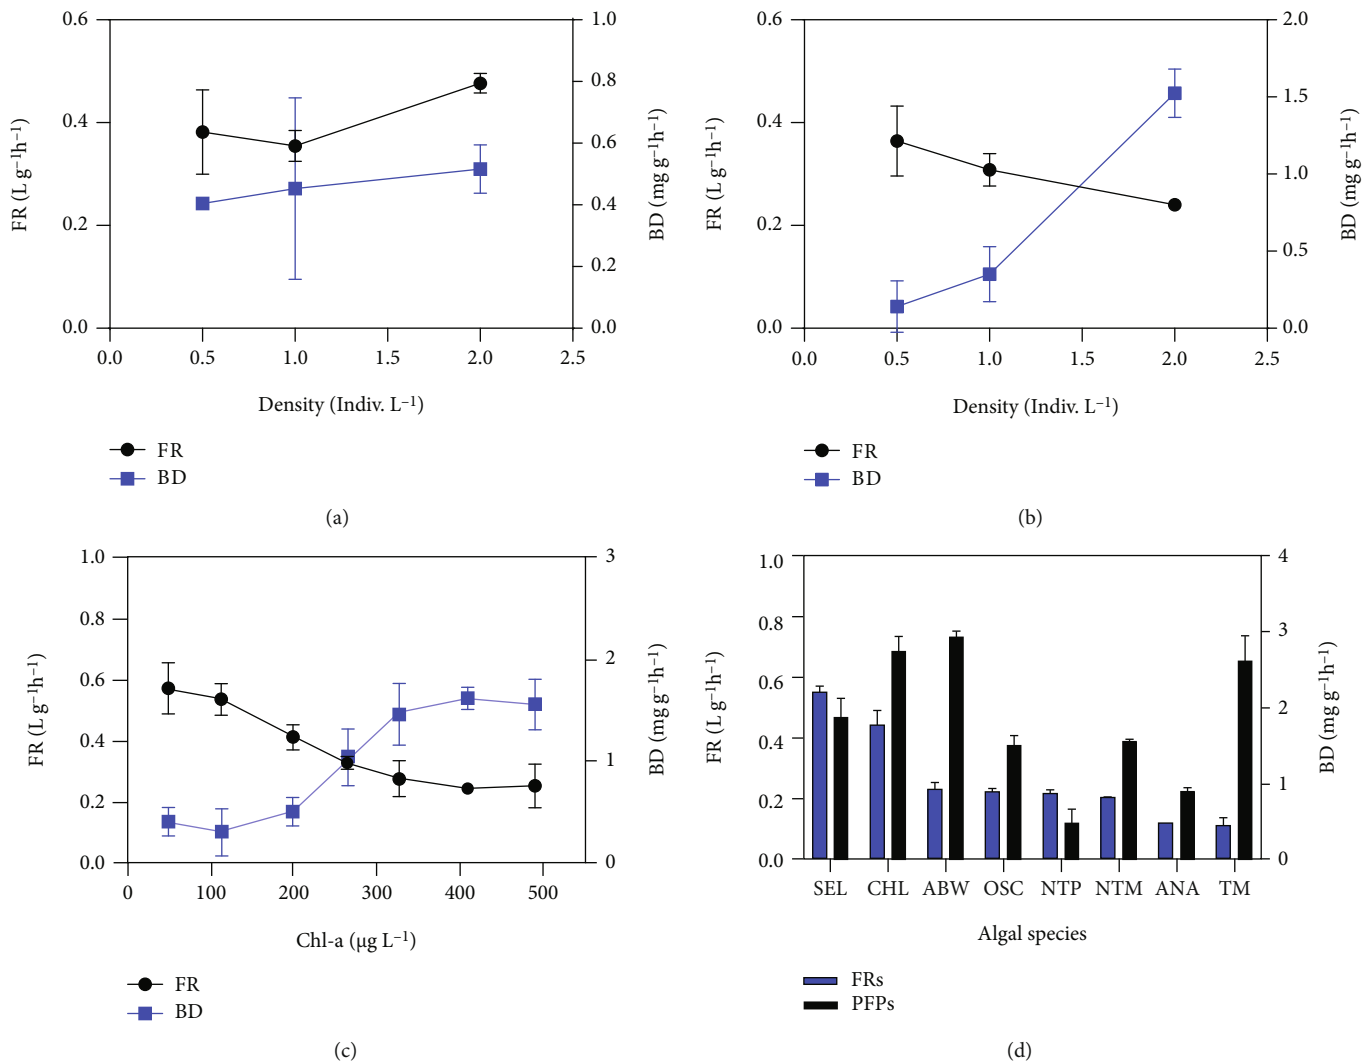 0.6
0.4
0.2
0.0
FR (L g⁻¹h⁻¹)
1.0
0.8
0.6
0.4
0.2
0.0
BD (mg g⁻¹h⁻¹)
0.0 0.5 1.0 1.5 2.0 2.5
Density (Indiv. L⁻¹)
FR
BD
(a)
0.6
0.4
0.2
0.0
FR (L g⁻¹h⁻¹)
2.0
1.5
1.0
0.5
0.0
BD (mg g⁻¹h⁻¹)
0.0 0.5 1.0 1.5 2.0 2.5
Density (Indiv. L⁻¹)
FR
BD
(b)
1.0
0.8
0.6
0.4
0.2
0.0
FR (L g⁻¹h⁻¹)
3
2
1
0
BD (mg g⁻¹h⁻¹)
0 100 200 300 400 500
Chl-a (µg L⁻¹)
FR
BD
(c)
1.0
0.8
0.6
0.4
0.2
0.0
FR (L g⁻¹h⁻¹)
4
3
2
1
0
BD (mg g⁻¹h⁻¹)
SEL CHL ABW OSC NTP NTM ANA TM
Algal species
FRs
PFPs
(d)